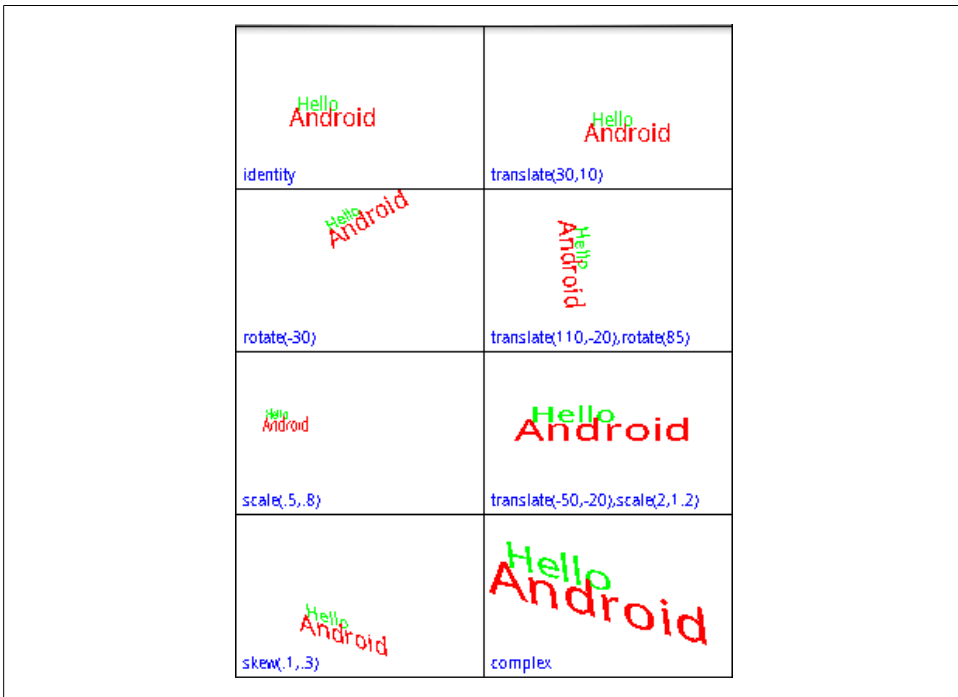 Hello
Android
identity
Hello
Android
translate(30,10)
Hello
Android
rotate(-30)
Hello
Android
translate(110,-20),rotate(85)
Hello
Android
scale(.5,.8)
Hello
Android
translate(-50,-20),scale(2,1.2)
Hello
Android
skew(.1,.3)
Hello
Android
complex